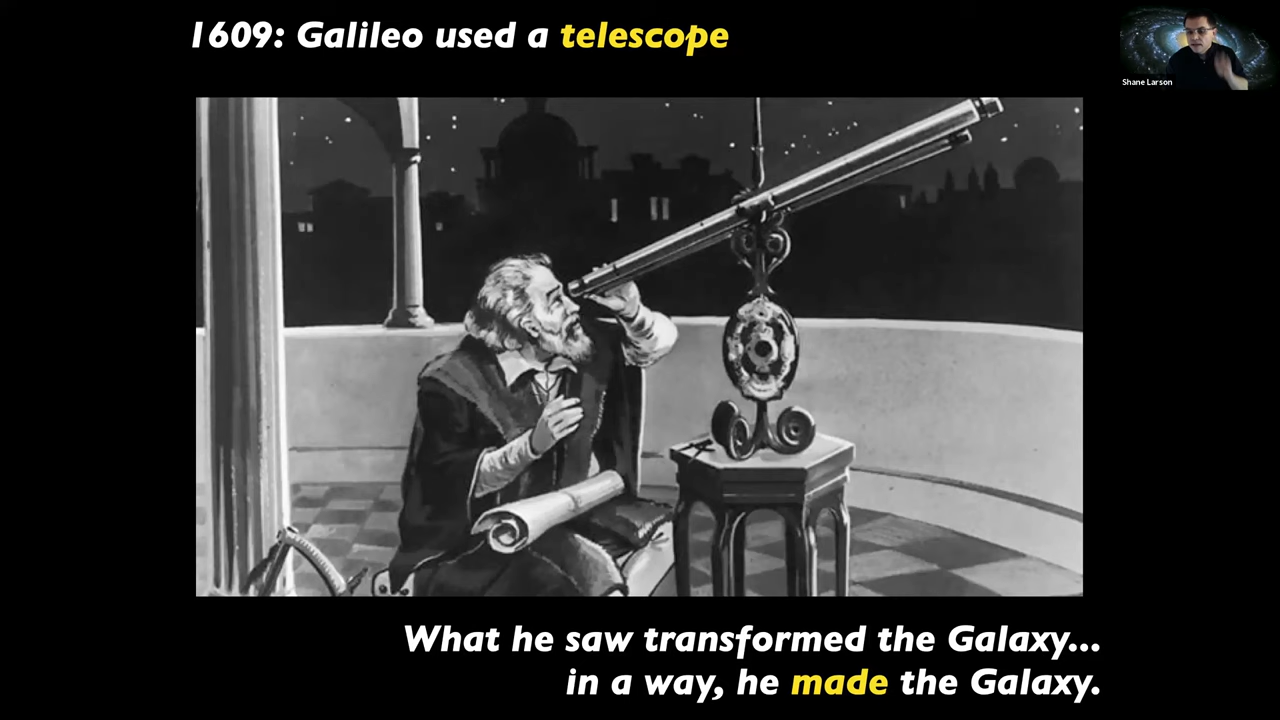 1609: Galileo used a telescope
Shane Larson
What he saw transformed the Galaxy...
in a way, he made the Galaxy.